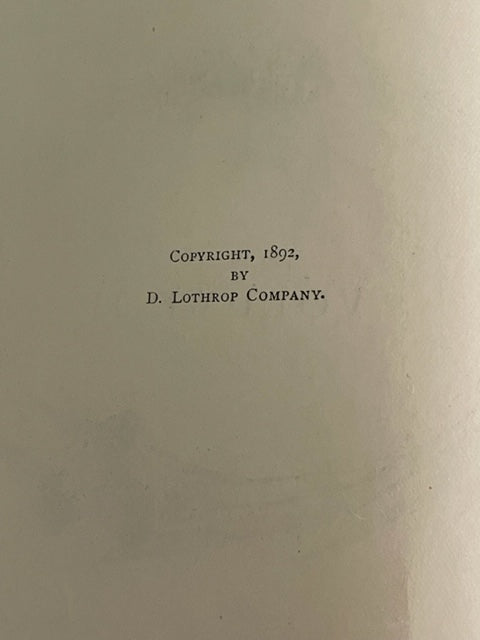 COPYRIGHT, 1892,
BY
D. LOTHROP COMPANY.